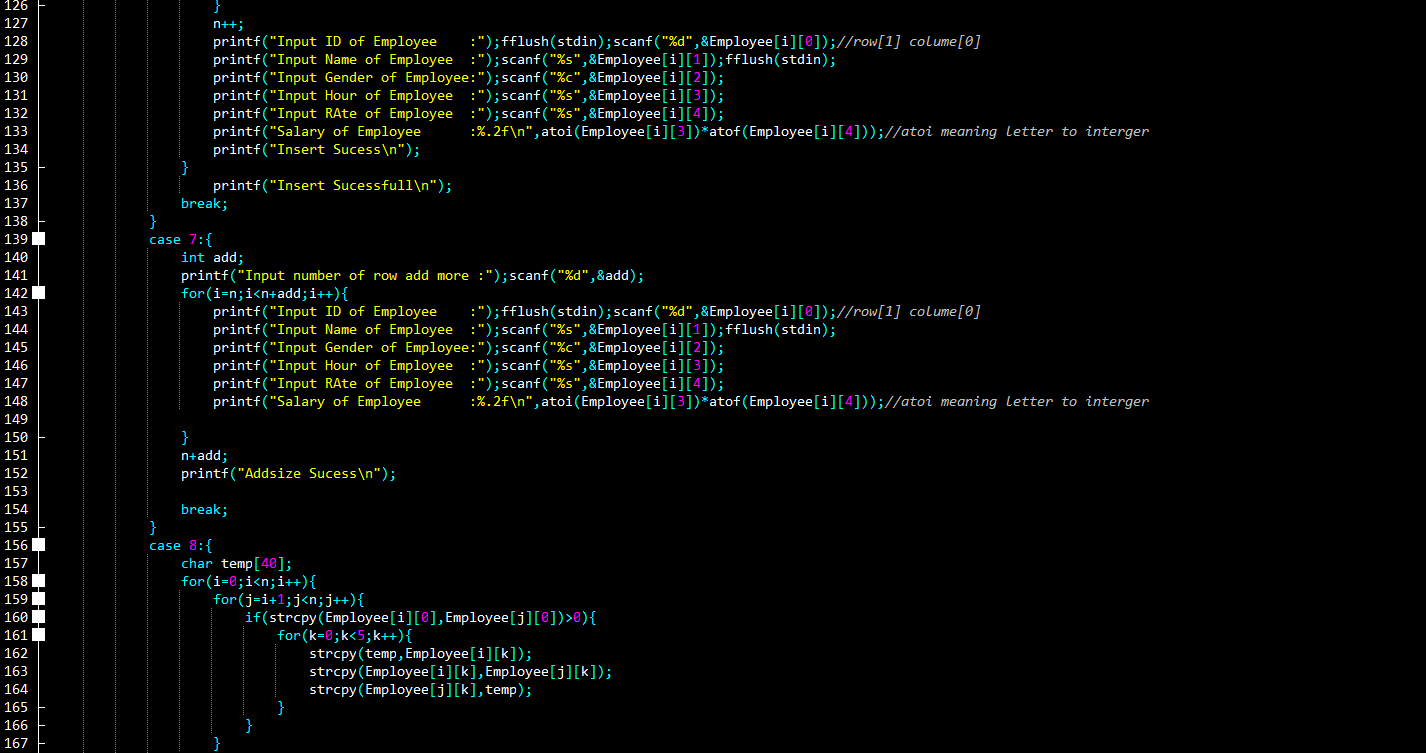 126 }
127 n++;
128 printf("Input ID of Employee    :");fflush(stdin);scanf("%d",&Employee[i][0]);//row[1] colume[0]
129 printf("Input Name of Employee  :");scanf("%s",&Employee[i][1]);fflush(stdin);
130 printf("Input Gender of Employee:");scanf("%c",&Employee[i][2]);
131 printf("Input Hour of Employee  :");scanf("%s",&Employee[i][3]);
132 printf("Input RAte of Employee  :");scanf("%s",&Employee[i][4]);
133 printf("Salary of Employee      :%.2f\n",atoi(Employee[i][3])*atof(Employee[i][4]));//atoi meaning letter to interger
134 printf("Insert Sucess\n");
135 }
136 printf("Insert Sucessfull\n");
137 break;
138 }
139 case 7:{
140 int add;
141 printf("Input number of row add more :");scanf("%d",&add);
142 for(i=n;i<n+add;i++){
143 printf("Input ID of Employee    :");fflush(stdin);scanf("%d",&Employee[i][0]);//row[1] colume[0]
144 printf("Input Name of Employee  :");scanf("%s",&Employee[i][1]);fflush(stdin);
145 printf("Input Gender of Employee:");scanf("%c",&Employee[i][2]);
146 printf("Input Hour of Employee  :");scanf("%s",&Employee[i][3]);
147 printf("Input RAte of Employee  :");scanf("%s",&Employee[i][4]);
148 printf("Salary of Employee      :%.2f\n",atoi(Employee[i][3])*atof(Employee[i][4]));//atoi meaning letter to interger
149
150 }
151 n+add;
152 printf("Addsize Sucess\n");
153
154 break;
155 }
156 case 8:{
157 char temp[40];
158 for(i=0;i<n;i++){
159 for(j=i+1;j<n;j++){
160 if(strcpy(Employee[i][0],Employee[j][0])>0){
161 for(k=0;k<5;k++){
162 strcpy(temp,Employee[i][k]);
163 strcpy(Employee[i][k],Employee[j][k]);
164 strcpy(Employee[j][k],temp);
165 }
166 }
167 }